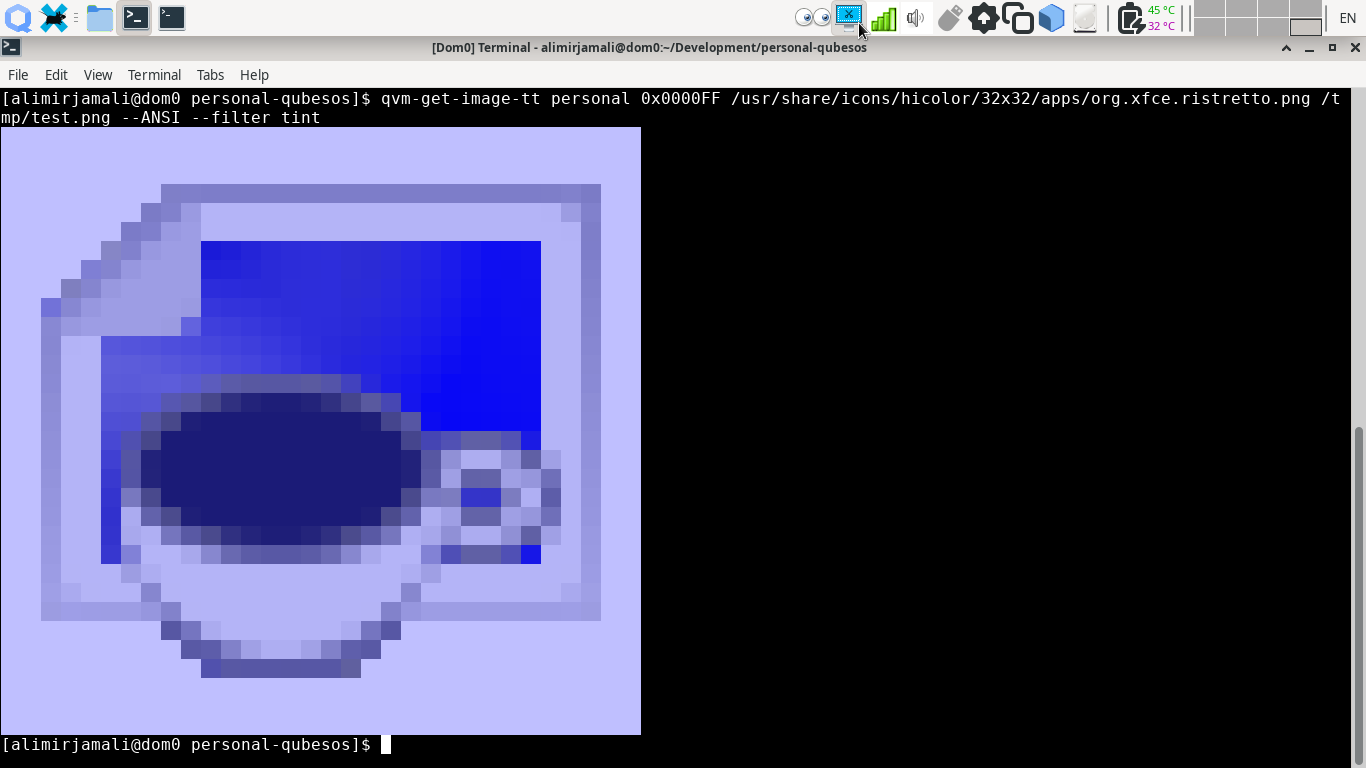 45 °C
32 °C
EN
[Dom0] Terminal - alimirjamali@dom0:~/Development/personal-qubesos
File Edit View Terminal Tabs Help
[alimirjamali@dom0 personal-qubesos]$ qvm-get-image-tt personal 0x0000FF /usr/share/icons/hicolor/32x32/apps/org.xfce.ristretto.png /t
mp/test.png --ANSI --filter tint
[alimirjamali@dom0 personal-qubesos]$